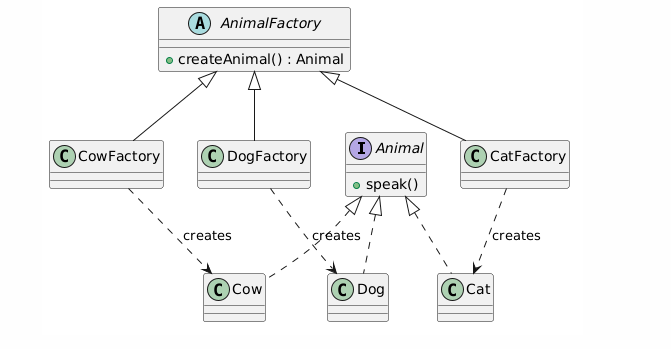 A AnimalFactory
createAnimal() : Animal
C CowFactory
C DogFactory
I Animal
speak()
C CatFactory
creates
creates
creates
C Cow
C Dog
C Cat